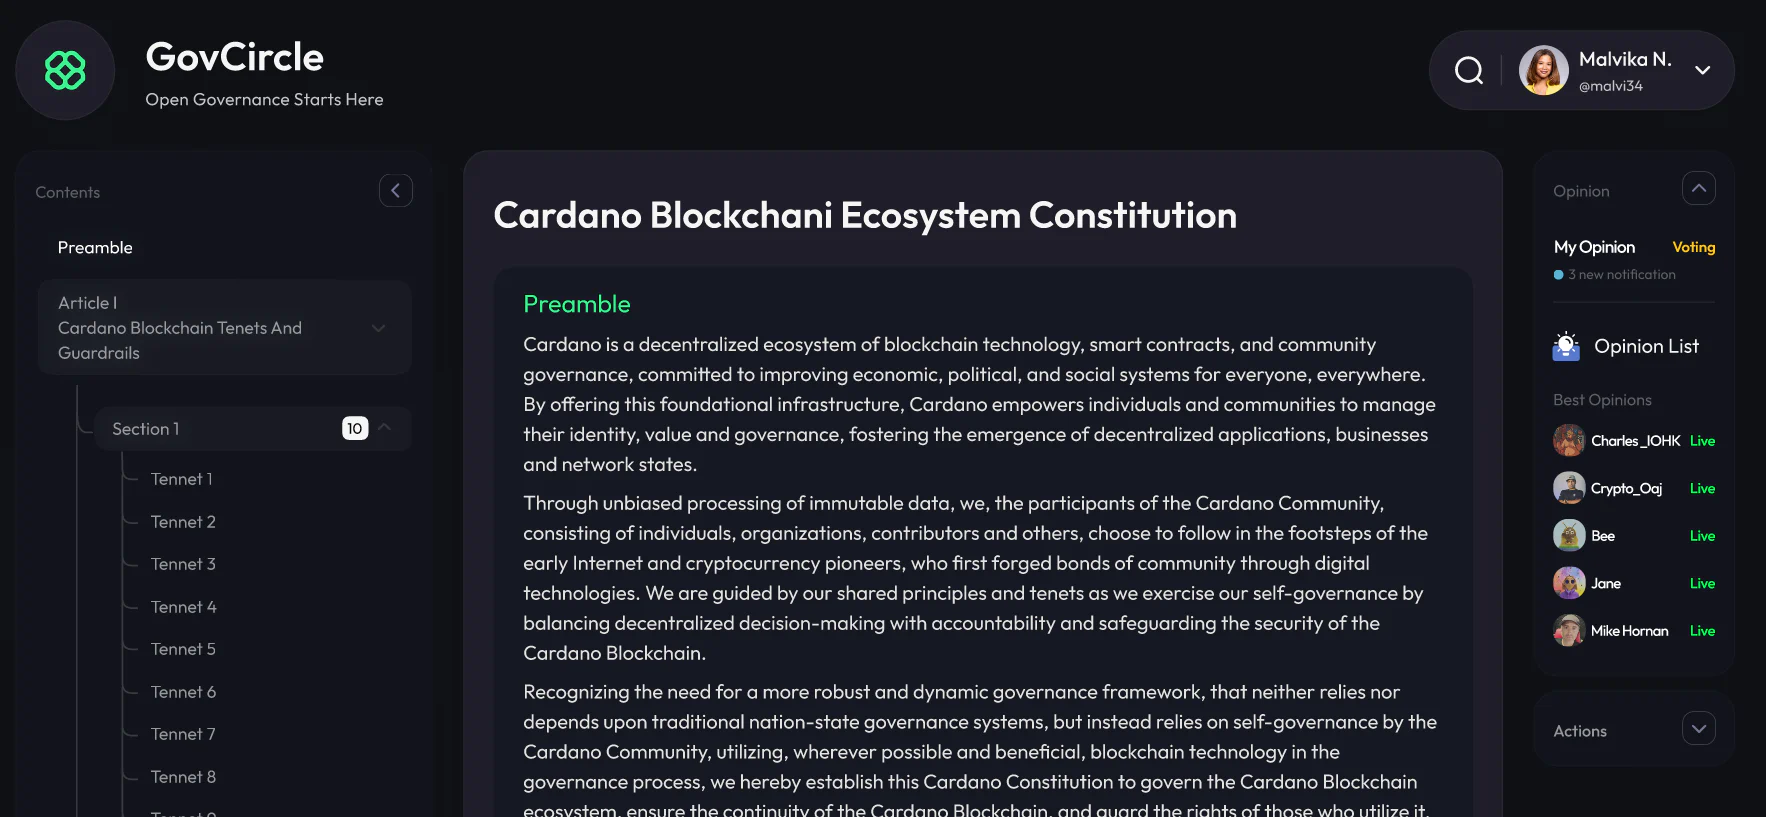 GovCircle
Open Governance Starts Here
Malvika N.
@malvi34
Contents
Preamble
Article I
Cardano Blockchain Tenets And
Guardrails
Section 1
10
Tennet 1
Tennet 2
Tennet 3
Tennet 4
Tennet 5
Tennet 6
Tennet 7
Tennet 8
Cardano Blockchani Ecosystem Constitution
Preamble
Cardano is a decentralized ecosystem of blockchain technology, smart contracts, and community
governance, committed to improving economic, political, and social systems for everyone, everywhere.
By offering this foundational infrastructure, Cardano empowers individuals and communities to manage
their identity, value and governance, fostering the emergence of decentralized applications, businesses
and network states.
Through unbiased processing of immutable data, we, the participants of the Cardano Community,
consisting of individuals, organizations, contributors and others, choose to follow in the footsteps of the
early Internet and cryptocurrency pioneers, who first forged bonds of community through digital
technologies. We are guided by our shared principles and tenets as we exercise our self-governance by
balancing decentralized decision-making with accountability and safeguarding the security of the
Cardano Blockchain.
Recognizing the need for a more robust and dynamic governance framework, that neither relies nor
depends upon traditional nation-state governance systems, but instead relies on self-governance by the
Cardano Community, utilizing, wherever possible and beneficial, blockchain technology in the
governance process, we hereby establish this Cardano Constitution to govern the Cardano Blockchain
ecosystem, ensure the continuity of the Cardano Blockchain, and guard the rights of those who utilize it.
Opinion
My Opinion Voting
3 new notification
Opinion List
Best Opinions
Charles_IOHK Live
Crypto_Oaj Live
Bee Live
Jane Live
Mike Hornan Live
Actions